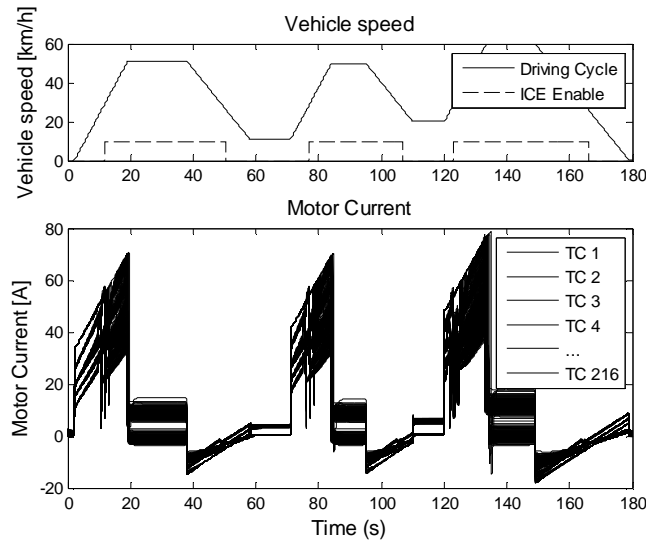 Vehicle speed
Vehicle speed [km/h]
60
40
20
0
Driving Cycle
ICE Enable
0 20 40 60 80 100 120 140 160 180
Motor Current
Motor Current [A]
80
60
40
20
0
-20
TC 1
TC 2
TC 3
TC 4
...
TC 216
0 20 40 60 80 100 120 140 160 180
Time (s)